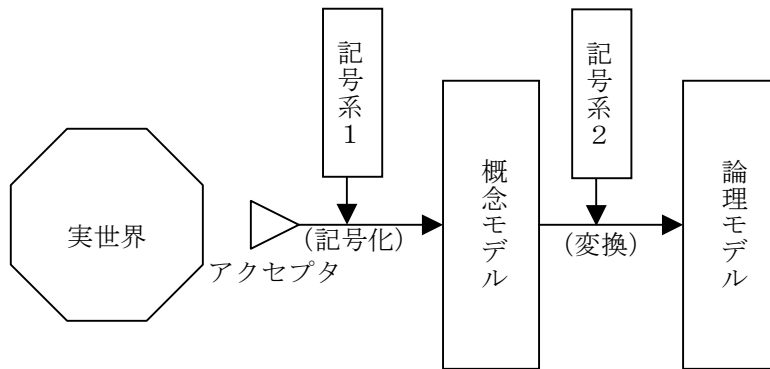 実世界
アクセプタ
記号系１
(記号化)
概念モデル
記号系２
(変換)
論理モデル